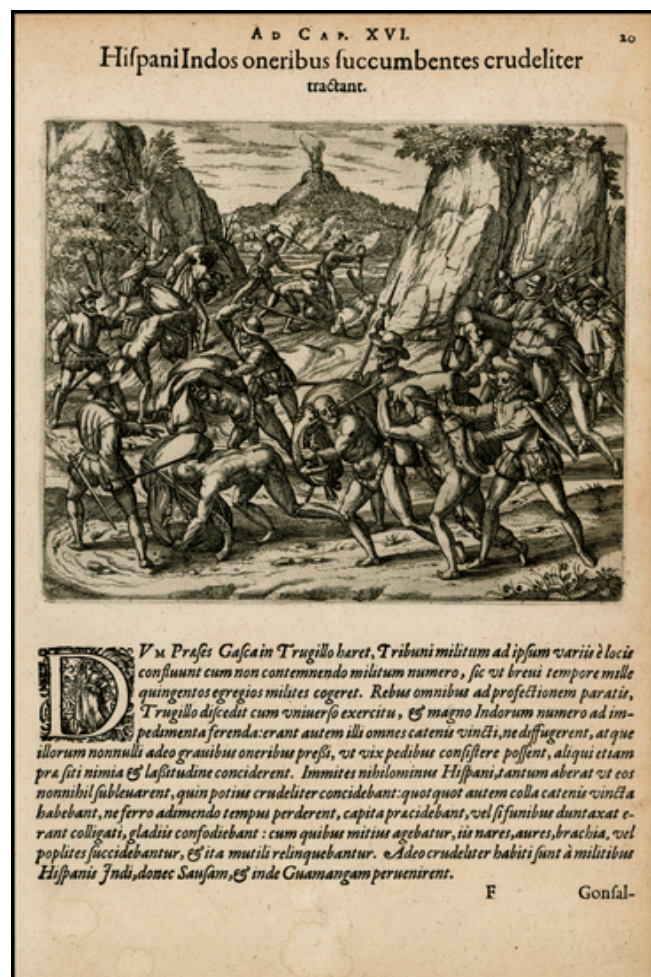 AD CAP. XVI.
20
Hiſpani Indos oneribus ſuccumbentes crudeliter
tractant.
DVM Præſes Gaſca in Trugillo hæret, Tribuni militum ad ipſum variis è locis
confluunt cum non contemnendo militum numero, ſic vt breui tempore mille
quingentos egregios milites cogeret. Rebus omnibus ad profectionem paratis,
Trugillo diſcedit cum vniuerſo exercitu, & magno Indorum numero ad im-
pedimenta ferenda: erant autem illi omnes catenis vincti, ne diffugerent, atque
illorum nonnulli adeo grauibus oneribus preßi, vt vix pedibus conſiſtere poſſent, aliqui etiam
præ ſiti nimia & laßitudine conciderent. Immites nihilominus Hiſpani, tantum aberat vt eos
nonnihil ſubleuarent, quin potius crudeliter concidebant: quotquot autem colla catenis vincta
habebant, ne ferro adimendo tempus perderent, capita præcidebant, vel ſi funibus duntaxat e-
rant colligati, gladiis confodiebant: cum quibus mitius agebatur, iis nares, aures, brachia, vel
poplites ſuccidebantur, & ita mutili relinquebantur. Adeo crudeliter habiti ſunt à militibus
Hiſpanis Indi, donec Sauſam, & inde Guamangam peruenirent.
F
Gonſal-